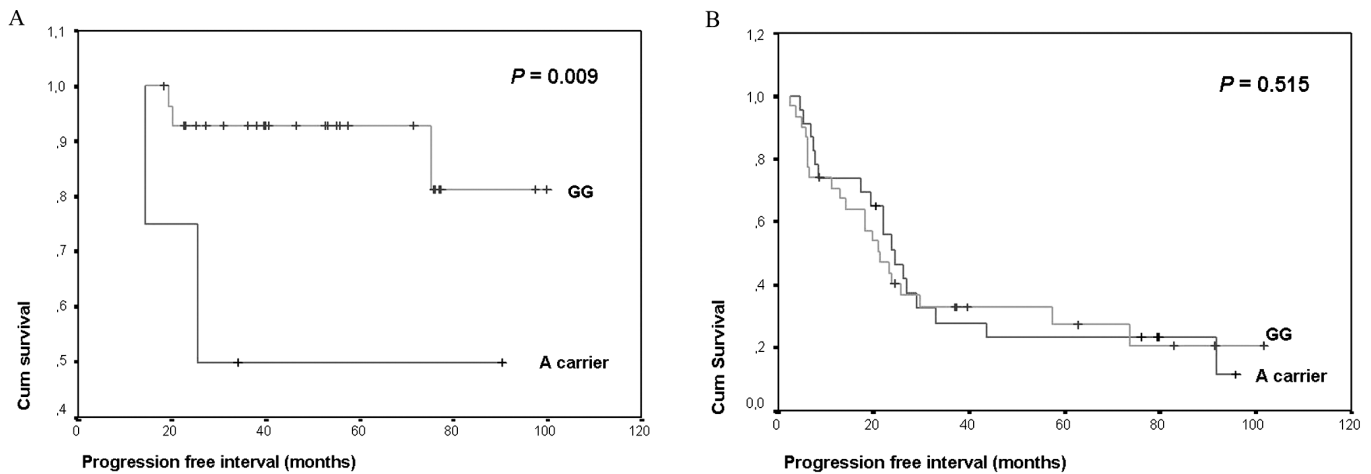 A
1,1
1,0
,9
,8
,7
,6
,5
,4
Cum survival
P = 0.009
GG
A carrier
0 20 40 60 80 100 120
Progression free interval (months)
B
1,2
1,0
,8
,6
,4
,2
0,0
Cum Survival
P = 0.515
GG
A carrier
0 20 40 60 80 100 120
Progression free interval (months)